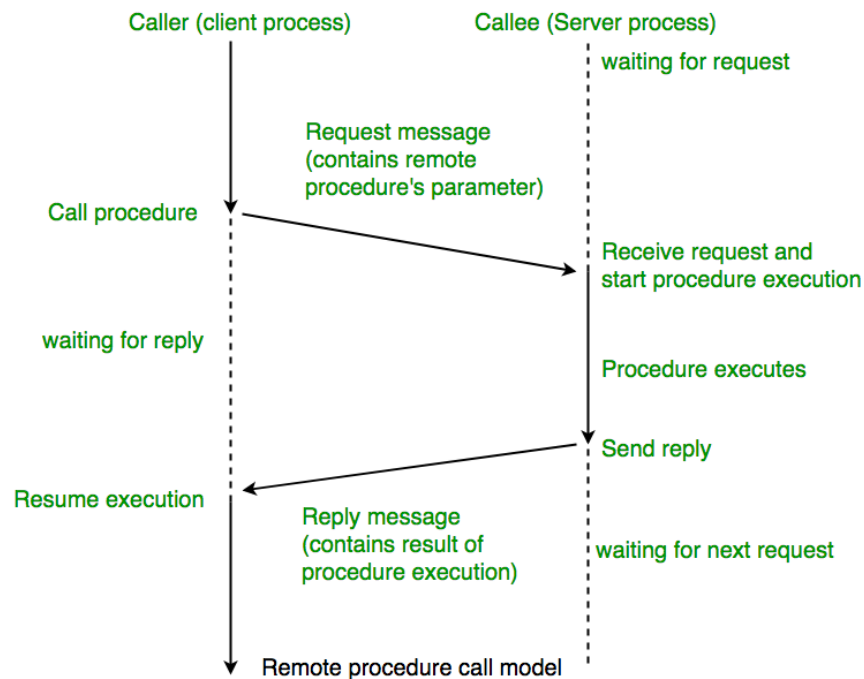 Caller (client process)
Callee (Server process)
waiting for request
Request message
(contains remote
procedure's parameter)
Call procedure
Receive request and
start procedure execution
waiting for reply
Procedure executes
Send reply
Resume execution
Reply message
(contains result of
procedure execution)
waiting for next request
Remote procedure call model